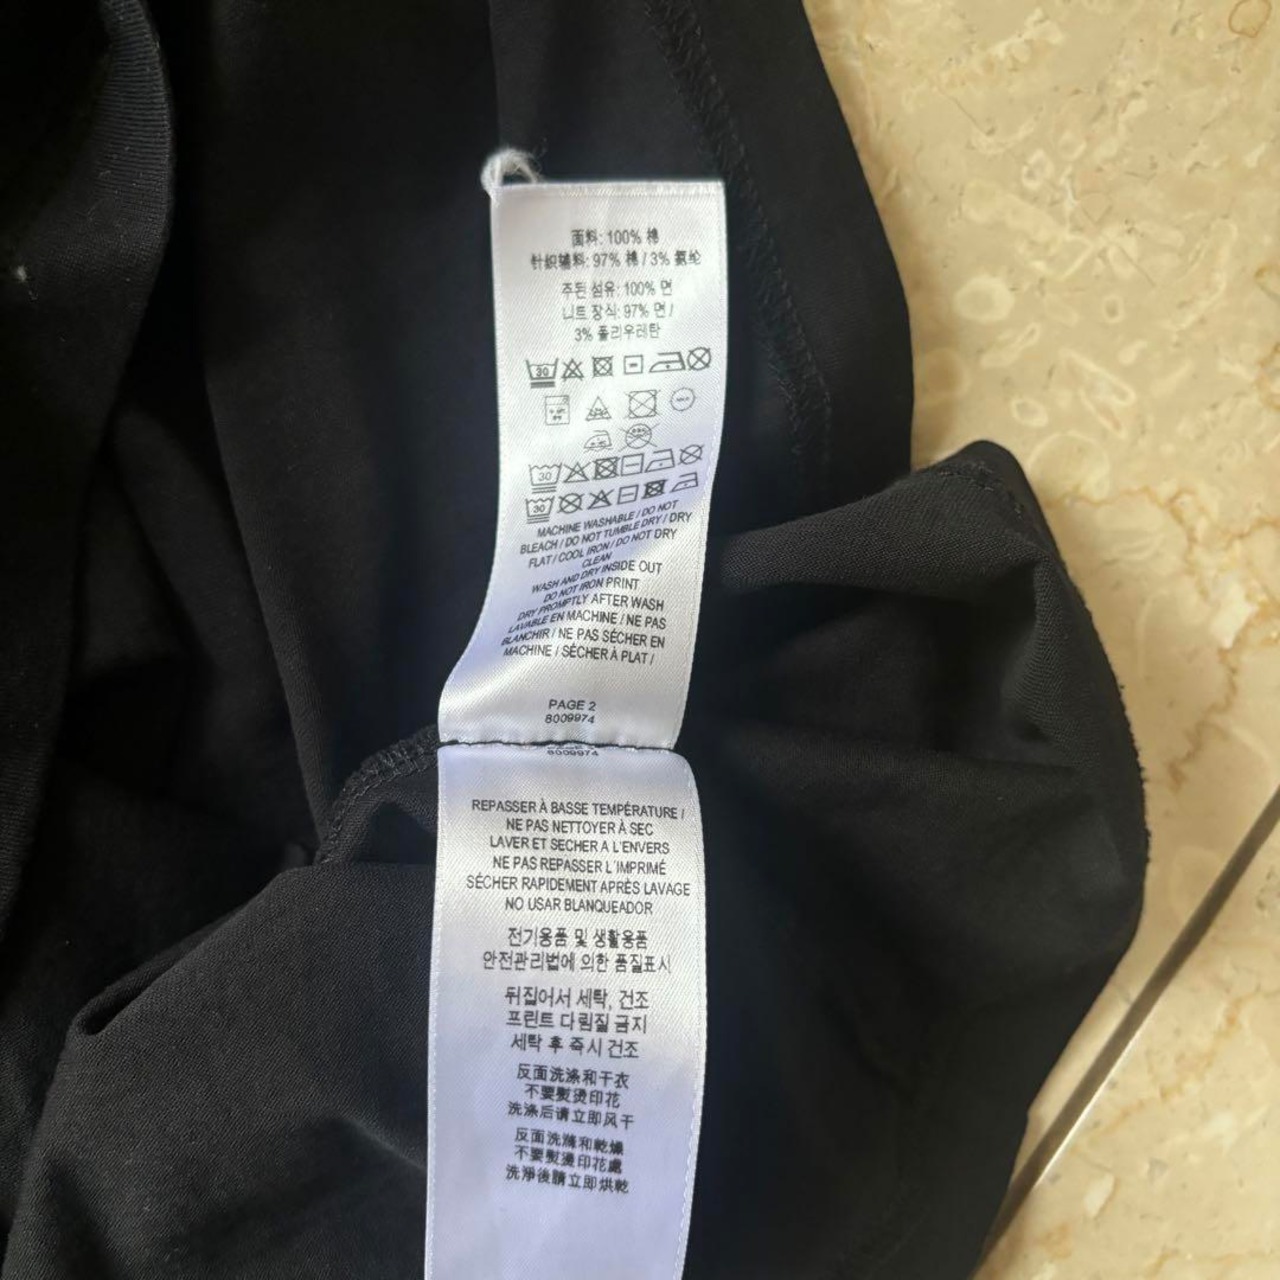 面料: 100% 棉
针织辅料: 97% 棉 / 3% 氨纶
주된 섬유: 100% 면
니트 장식: 97% 면 /
3% 폴리우레탄
30
30
30
MACHINE WASHABLE / DO NOT
BLEACH / DO NOT TUMBLE DRY / DRY
FLAT / COOL IRON / DO NOT DRY
CLEAN
WASH AND DRY INSIDE OUT
DO NOT IRON PRINT
DRY PROMPTLY AFTER WASH
LAVABLE EN MACHINE / NE PAS
BLANCHIR / NE PAS SÉCHER EN
MACHINE / SÉCHER À PLAT /
PAGE 2
8009974
8009974
REPASSER À BASSE TEMPÉRATURE /
NE PAS NETTOYER À SEC
LAVER ET SECHER A L'ENVERS
NE PAS REPASSER L'IMPRIMÉ
SÉCHER RAPIDEMENT APRÈS LAVAGE
NO USAR BLANQUEADOR
전기용품 및 생활용품
안전관리법에 의한 품질표시
뒤집어서 세탁, 건조
프린트 다림질 금지
세탁 후 즉시 건조
反面洗涤和干衣
不要熨烫印花
洗涤后请立即风干
反面洗滌和乾燥
不要熨燙印花處
洗淨後請立即烘乾